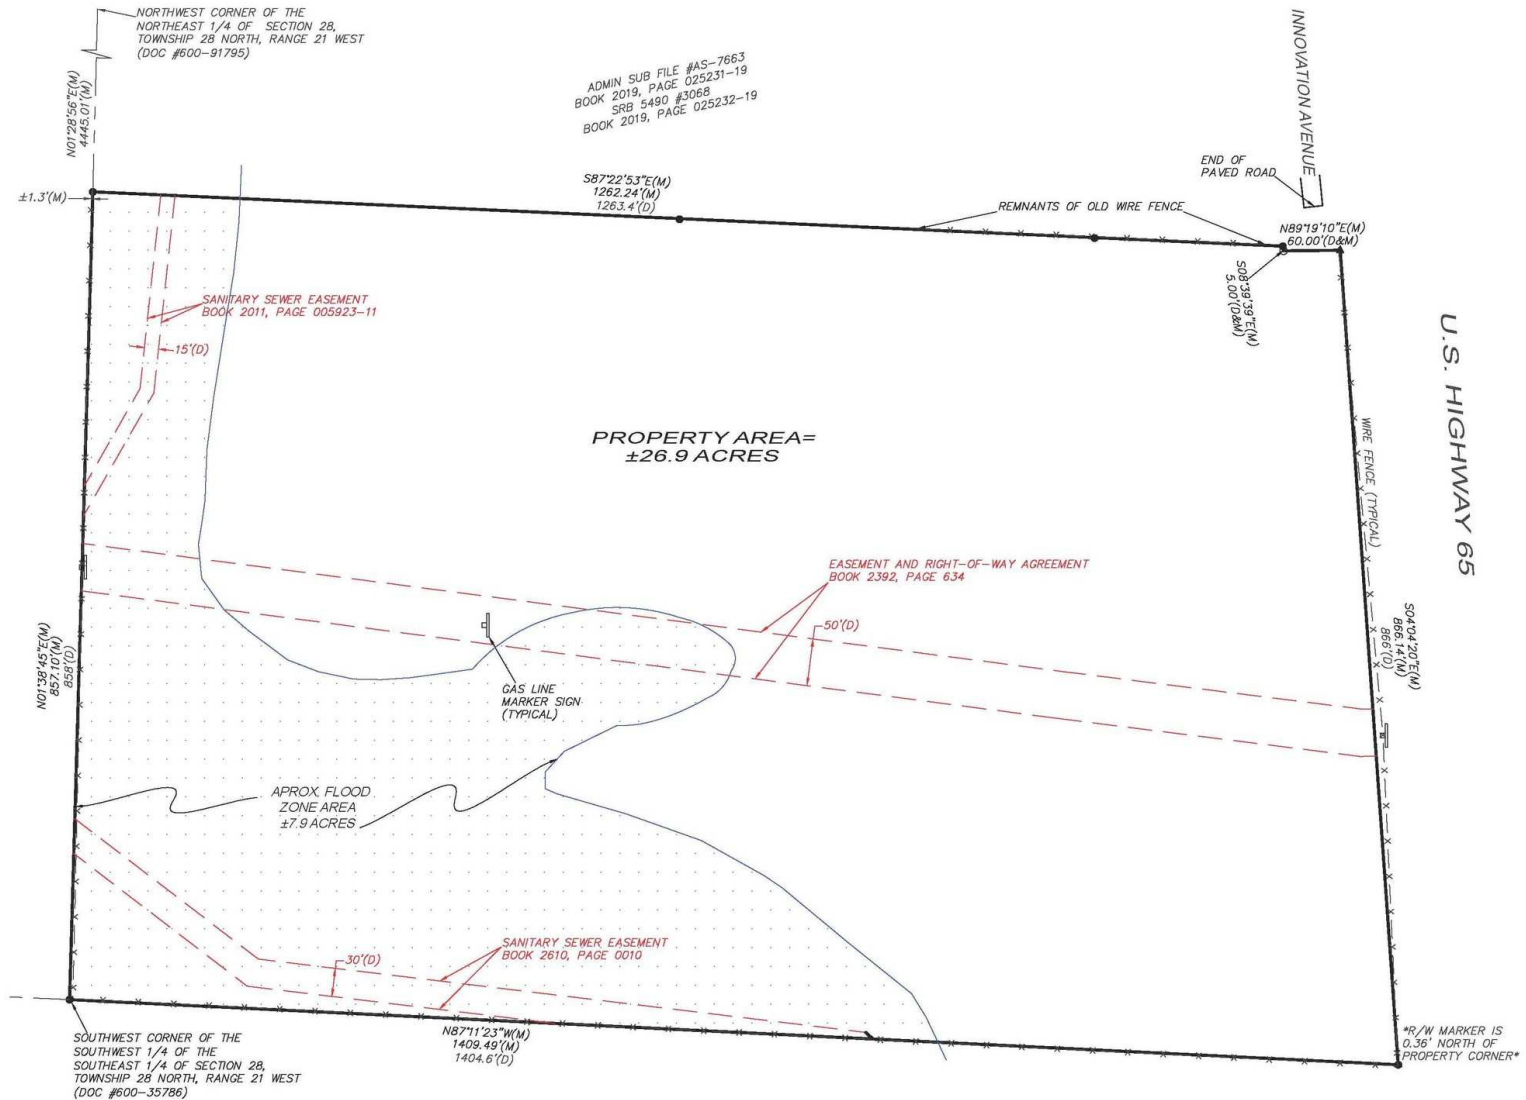 NORTHWEST CORNER OF THE
NORTHEAST 1/4 OF SECTION 28,
TOWNSHIP 28 NORTH, RANGE 21 WEST
(DOC #600-91795)
N01°28'56"E(M)
4445.01'(M)
ADMIN SUB FILE #AS-7663
BOOK 2019, PAGE 025231-19
SRB 5490 #3068
BOOK 2019, PAGE 025232-19
INNOVATION AVENUE
END OF
PAVED ROAD
±1.3'(M)
S87°22'53"E(M)
1262.24'(M)
1263.4'(D)
REMNANTS OF OLD WIRE FENCE
N89°19'10"E(M)
60.00'(D&M)
S08°39'39"E(M)
5.00'(D&M)
SANITARY SEWER EASEMENT
BOOK 2011, PAGE 005923-11
15'(D)
U.S. HIGHWAY 65
PROPERTY AREA=
±26.9 ACRES
WIRE FENCE (TYPICAL)
EASEMENT AND RIGHT-OF-WAY AGREEMENT
BOOK 2392, PAGE 634
50'(D)
S04°04'20"E(M)
866.14'(M)
866'(D)
N01°38'45"E(M)
857.10'(M)
858'(D)
GAS LINE
MARKER SIGN
(TYPICAL)
APROX. FLOOD
ZONE AREA
±7.9 ACRES
SANITARY SEWER EASEMENT
BOOK 2610, PAGE 0010
30'(D)
N87°11'23"W(M)
1409.49'(M)
1404.6'(D)
SOUTHWEST CORNER OF THE
SOUTHWEST 1/4 OF THE
SOUTHEAST 1/4 OF SECTION 28,
TOWNSHIP 28 NORTH, RANGE 21 WEST
(DOC #600-35786)
*R/W MARKER IS
0.36' NORTH OF
PROPERTY CORNER*